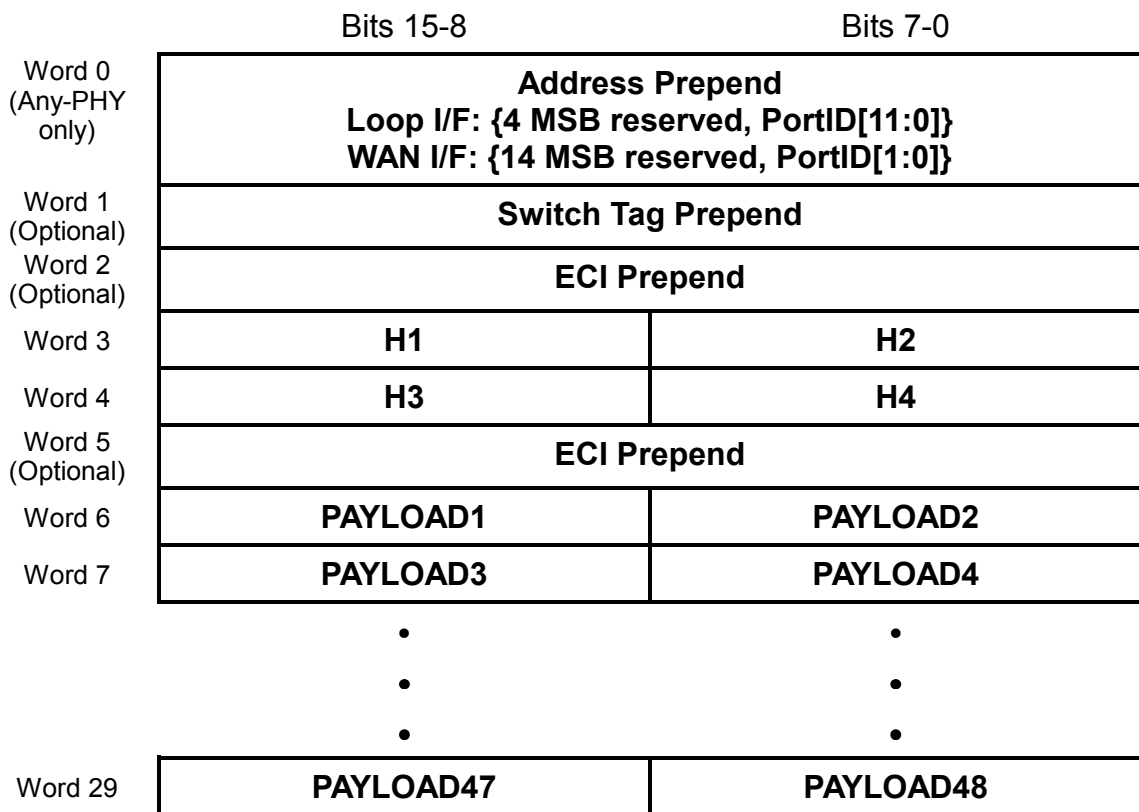 Bits 15-8 Bits 7-0
Word 0
(Any-PHY
only)
Address Prepend
Loop I/F: {4 MSB reserved, PortID[11:0]}
WAN I/F: {14 MSB reserved, PortID[1:0]}
Word 1
(Optional)
Switch Tag Prepend
Word 2
(Optional)
ECI Prepend
Word 3 H1 H2
Word 4 H3 H4
Word 5
(Optional)
ECI Prepend
Word 6 PAYLOAD1 PAYLOAD2
Word 7 PAYLOAD3 PAYLOAD4
• •
• •
• •
Word 29 PAYLOAD47 PAYLOAD48